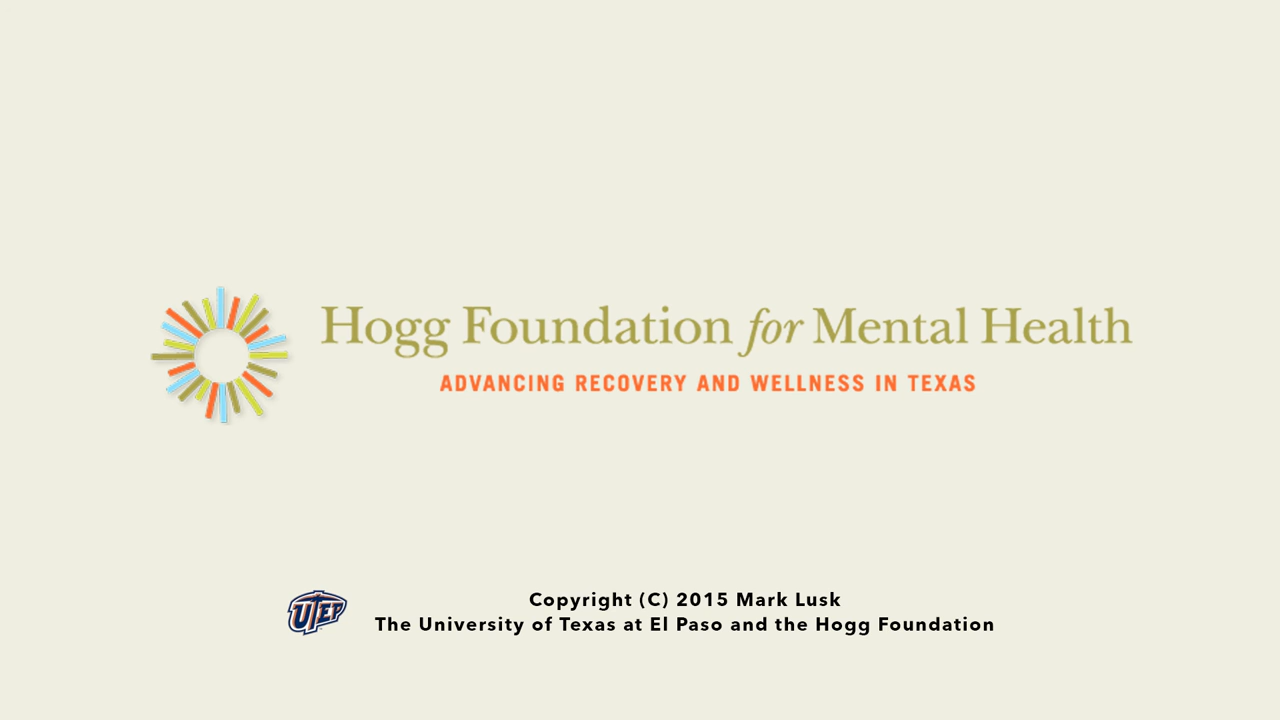 Hogg Foundation for Mental Health
ADVANCING RECOVERY AND WELLNESS IN TEXAS
UTEP
Copyright (C) 2015 Mark Lusk
The University of Texas at El Paso and the Hogg Foundation